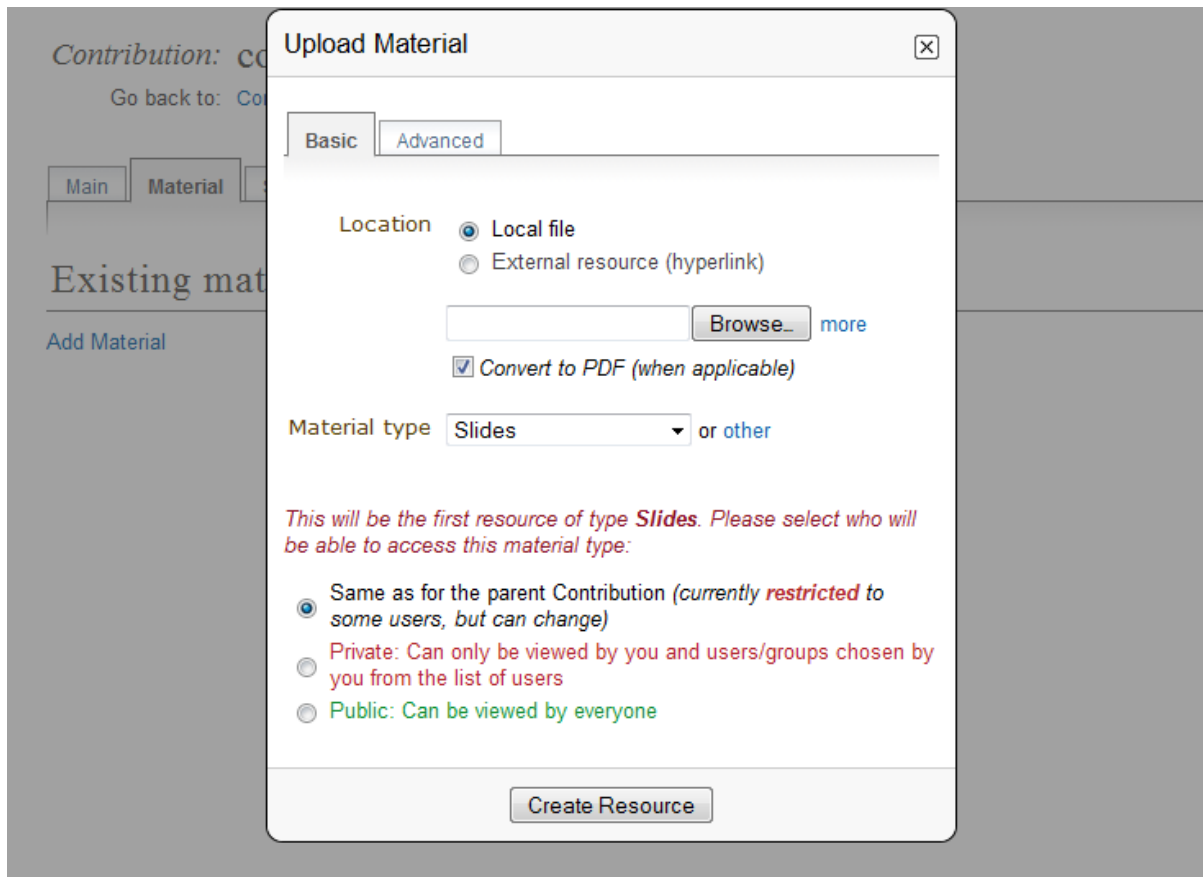 Upload Material
Contribution:
Go back to:
Basic Advanced
Main Material
Location Local file
External resource (hyperlink)
Existing
Browse... more
Add Material
Convert to PDF (when applicable)
Material type Slides or other
This will be the first resource of type Slides. Please select who will
be able to access this material type:
Same as for the parent Contribution (currently restricted to
some users, but can change)
Private: Can only be viewed by you and users/groups chosen by
you from the list of users
Public: Can be viewed by everyone
Create Resource